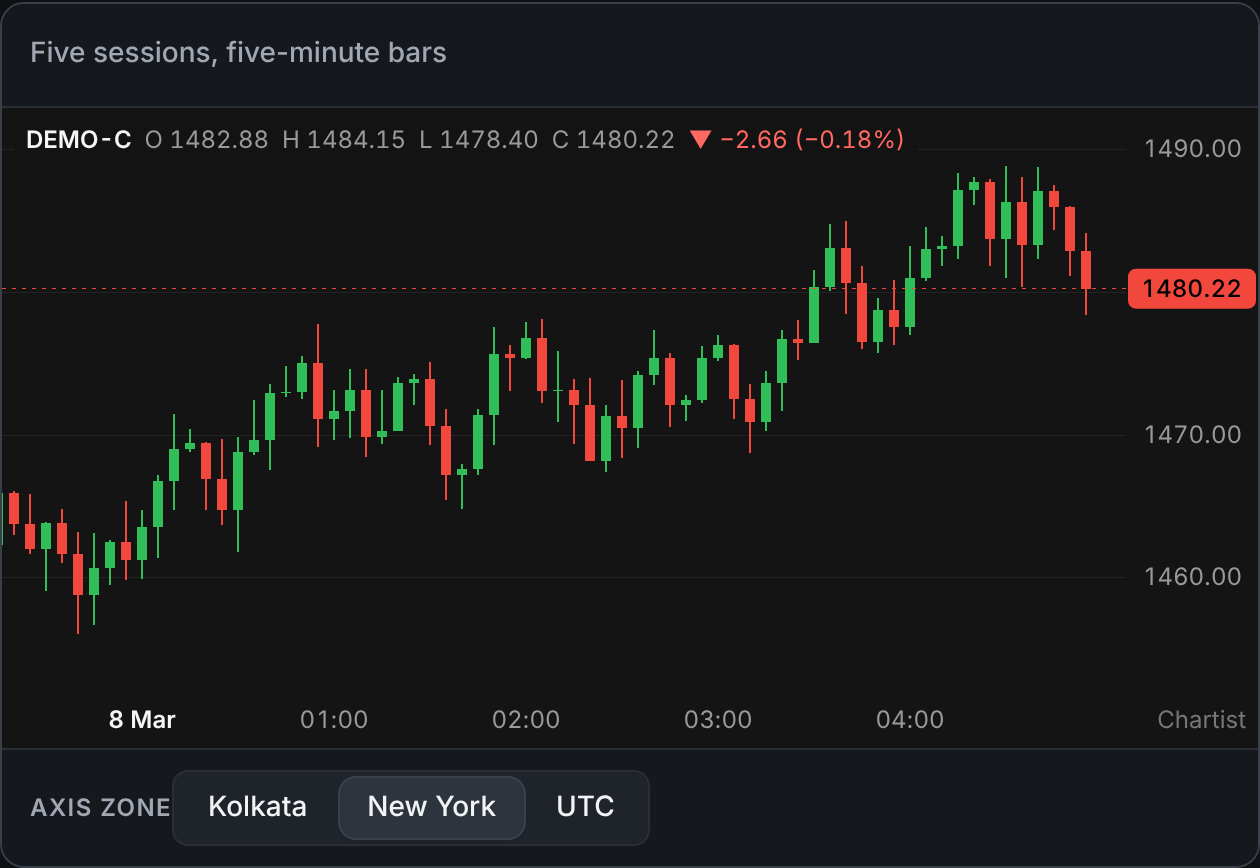 Five sessions, five-minute bars
DEMO-C O 1482.88 H 1484.15 L 1478.40 C 1480.22 ▼ −2.66 (−0.18%)
1490.00
1480.22
1470.00
1460.00
8 Mar 01:00 02:00 03:00 04:00 Chartist
AXIS ZONE Kolkata New York UTC